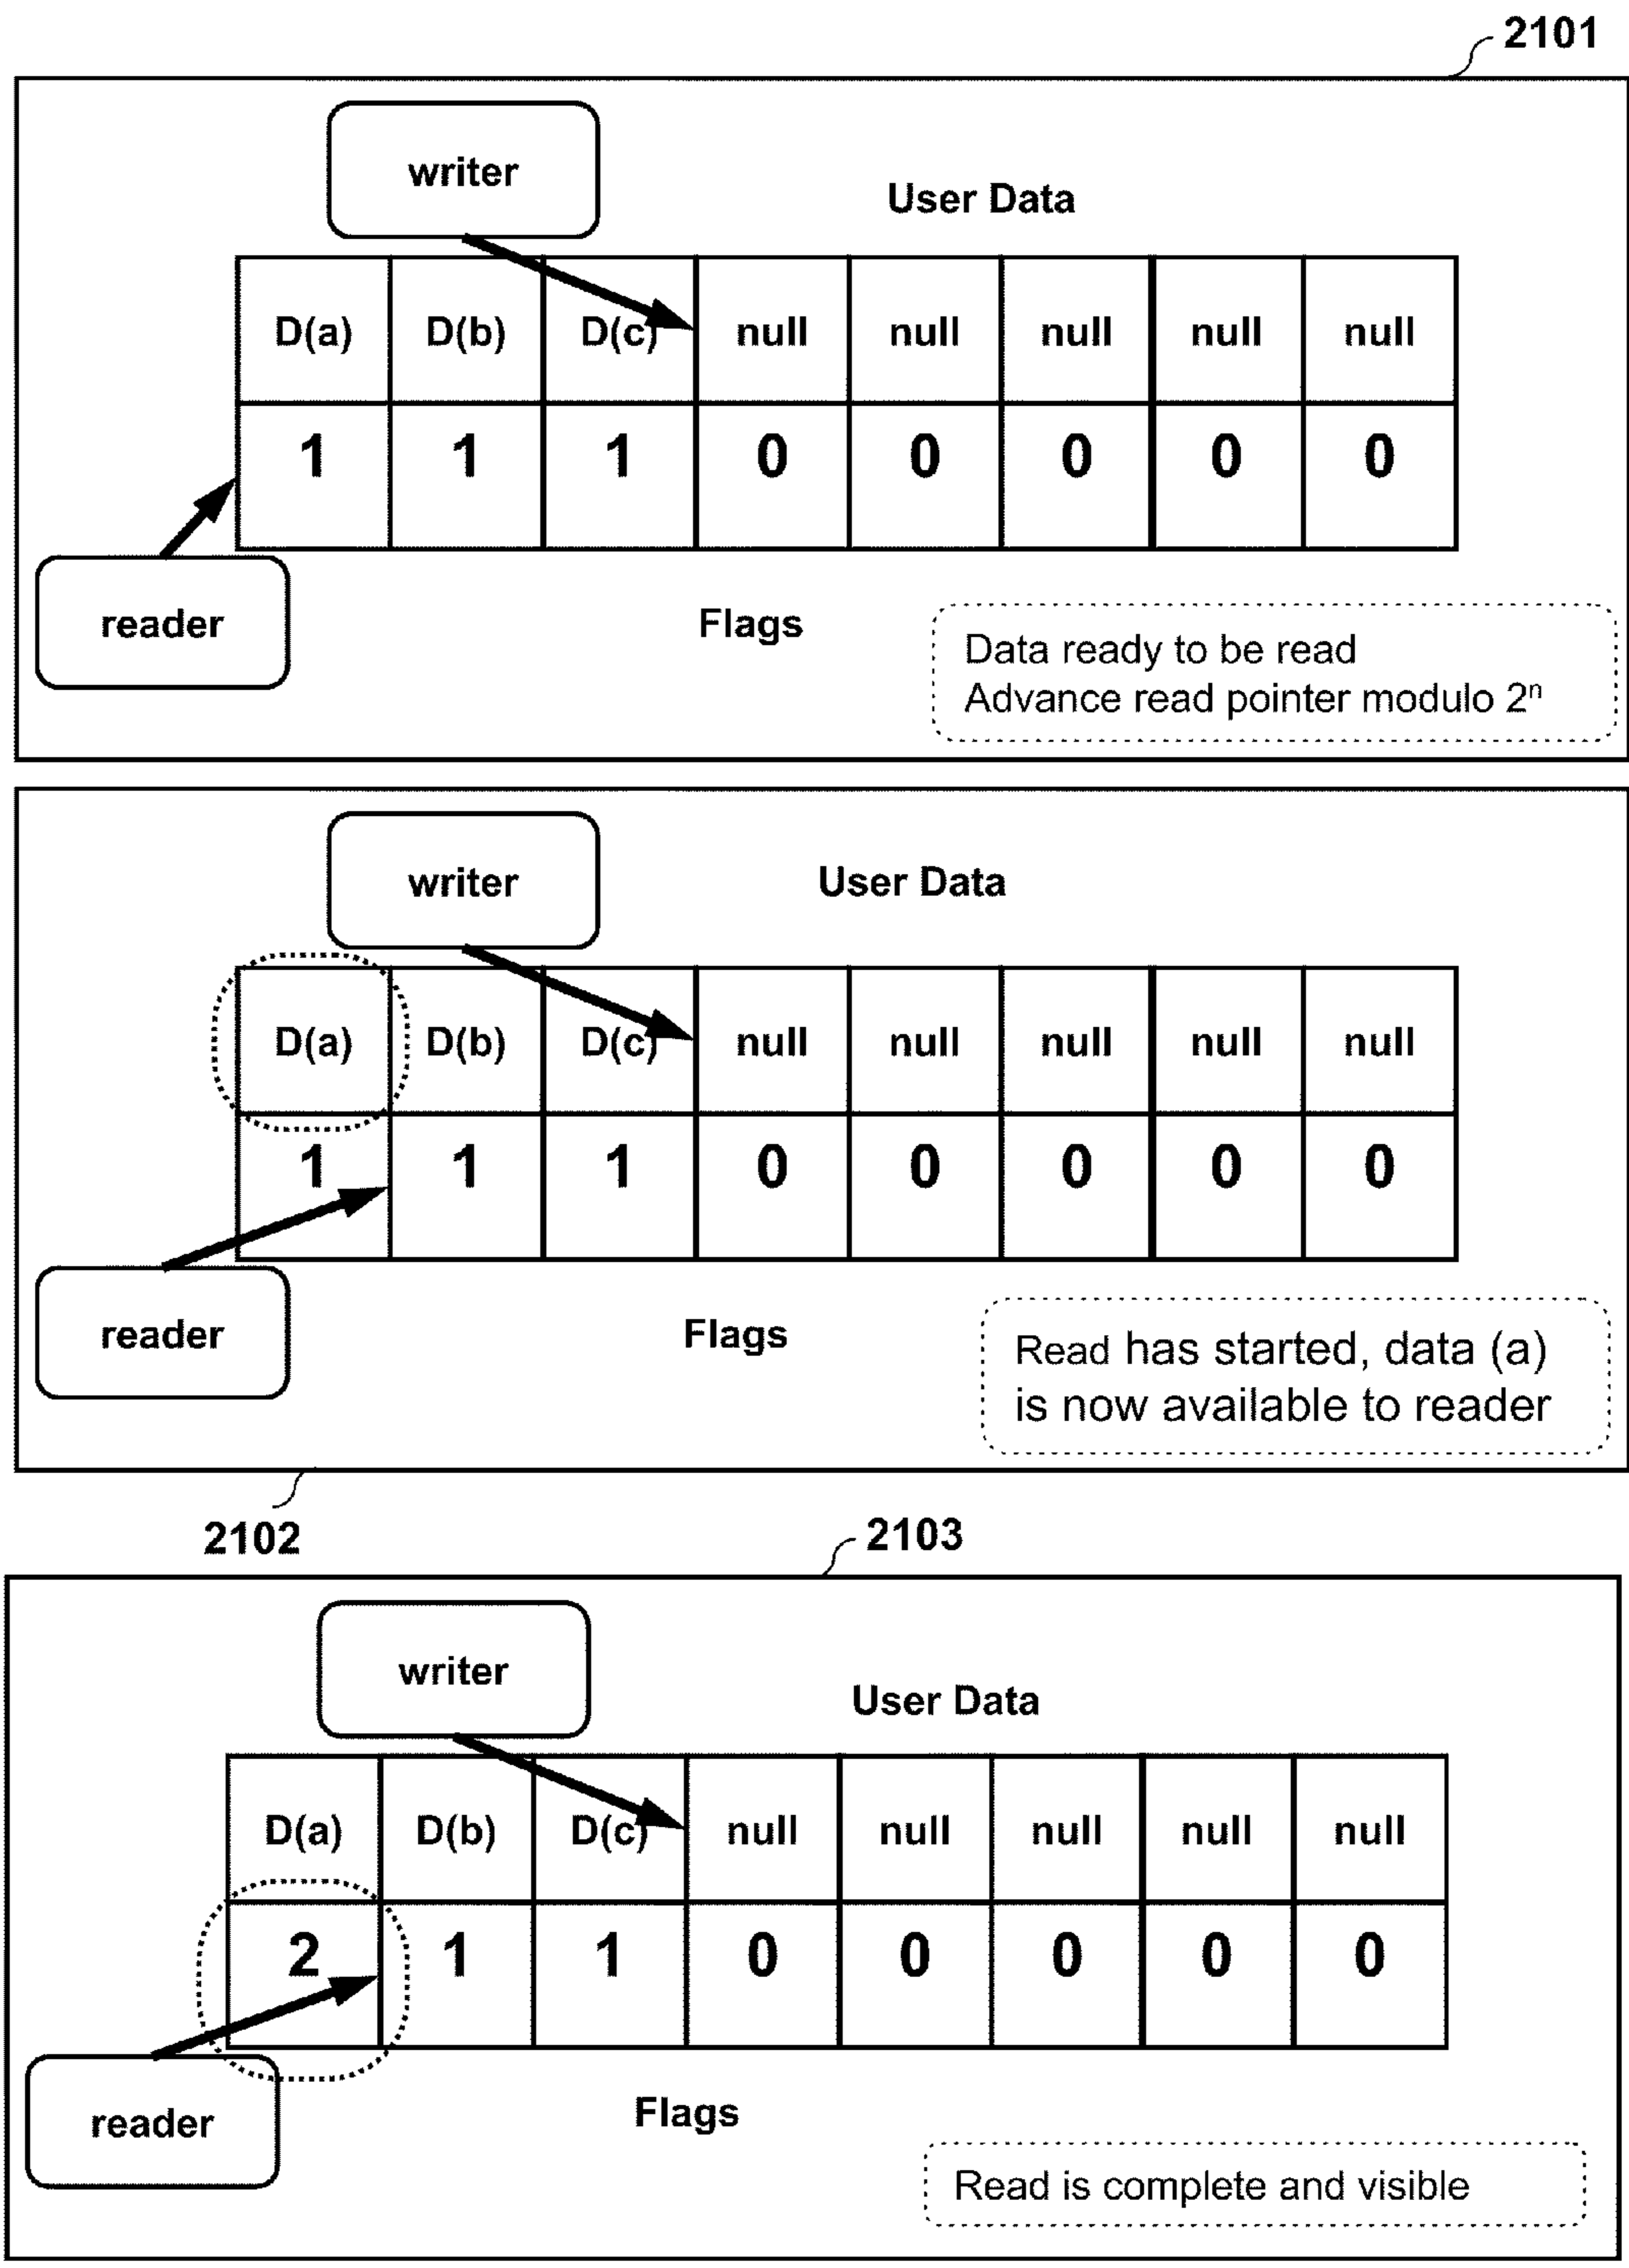 2101
writer
User Data
D(a) D(b) D(c) null null null null null
1 1 1 0 0 0 0 0
reader
Flags
Data ready to be read
Advance read pointer modulo 2ⁿ
writer
User Data
D(a) D(b) D(c) null null null null null
1 1 1 0 0 0 0 0
reader
Flags
Read has started, data (a)
is now available to reader
2102
2103
writer
User Data
D(a) D(b) D(c) null null null null null
2 1 1 0 0 0 0 0
reader
Flags
Read is complete and visible